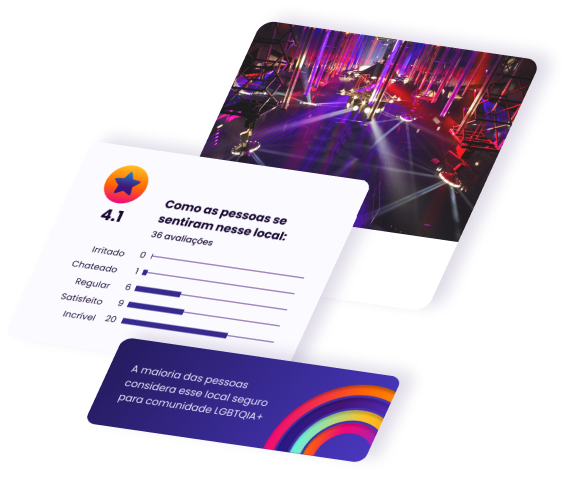 4.1
Como as pessoas se
sentiram nesse local:
36 avaliações
Irritado 0
Chateado 1
Regular 6
Satisfeito 9
Incrível 20
A maioria das pessoas
considera esse local seguro
para comunidade LGBTQIA+